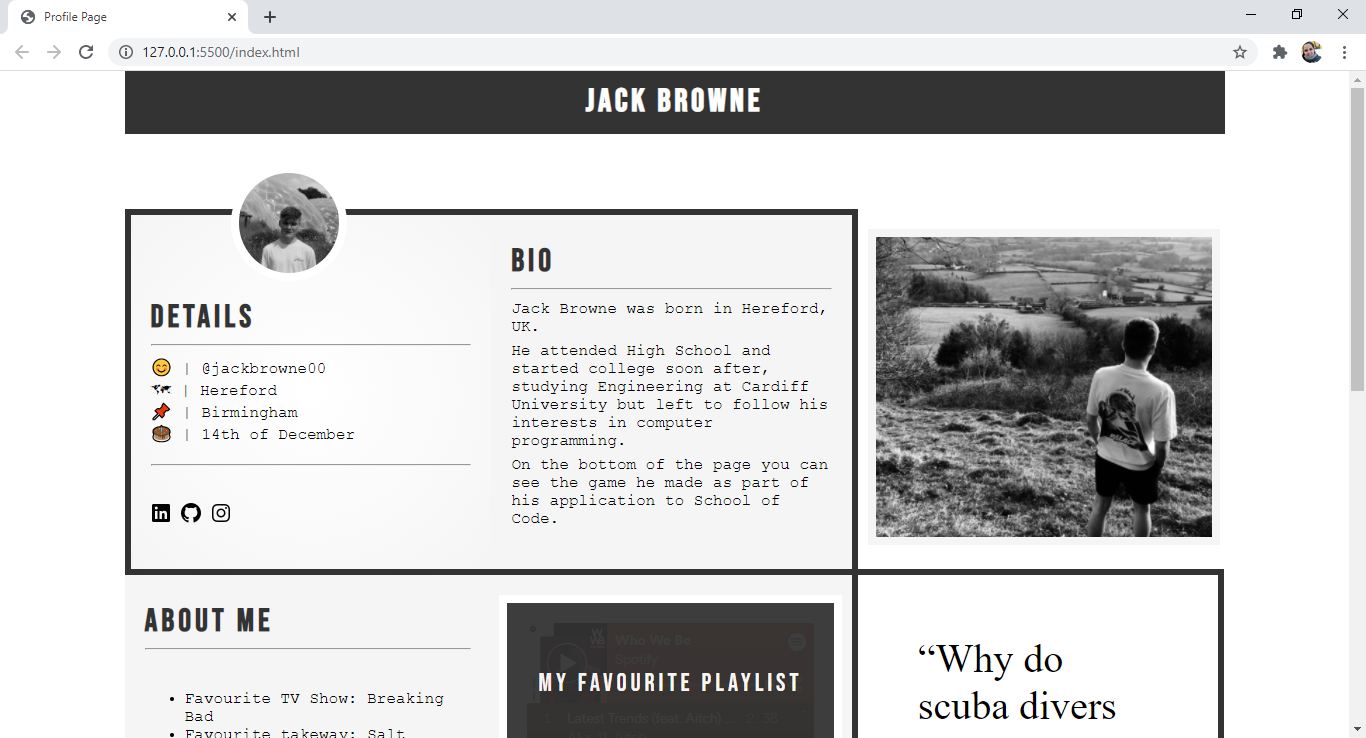 Profile Page
127.0.0.1:5500/index.html
JACK BROWNE
DETAILS
| @jackbrowne00
| Hereford
| Birmingham
| 14th of December
BIO
Jack Browne was born in Hereford,
UK.
He attended High School and
started college soon after,
studying Engineering at Cardiff
University but left to follow his
interests in computer
programming.
On the bottom of the page you can
see the game he made as part of
his application to School of
Code.
in
ABOUT ME
Favourite TV Show: Breaking
Bad
Favourite takeway: Salt
Who We Be
Spotify
MY FAVOURITE PLAYLIST
1 Latest Trends (feat. Aitch) ... 2:38
“Why do
scuba divers